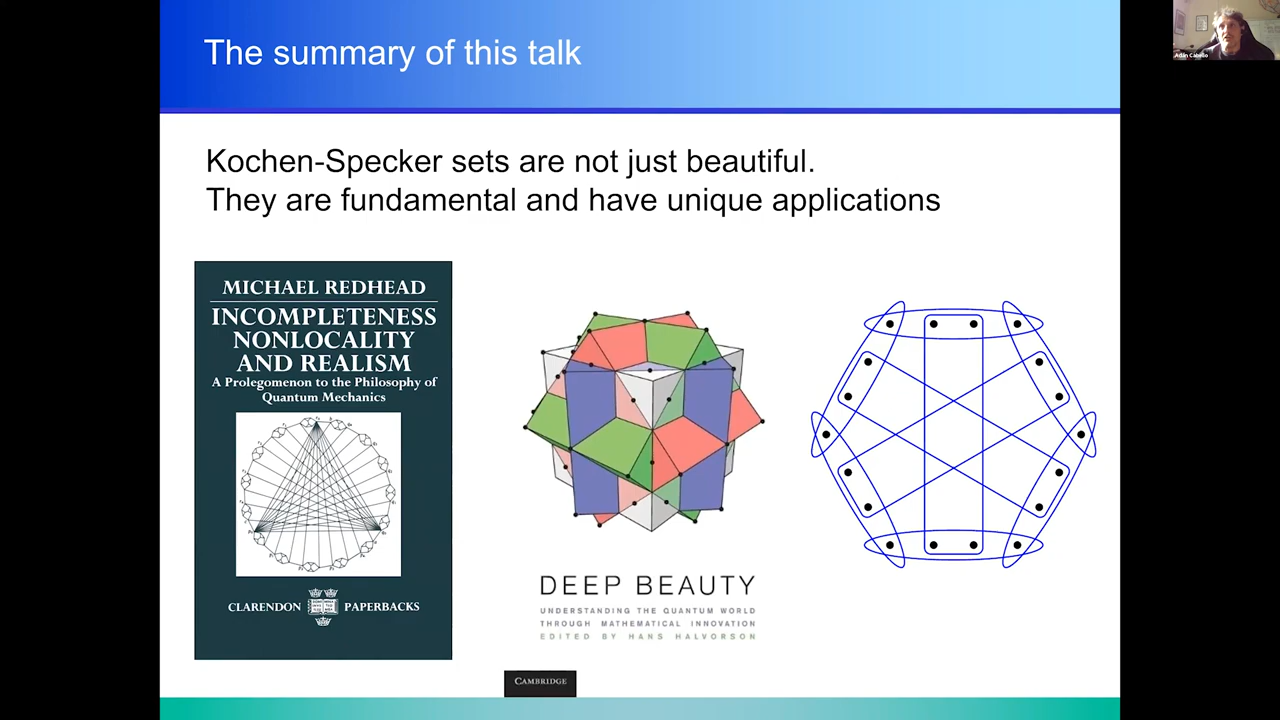 The summary of this talk
Adán Cabello
Kochen-Specker sets are not just beautiful.
They are fundamental and have unique applications
MICHAEL REDHEAD
INCOMPLETENESS
NONLOCALITY
AND REALISM
A Prolegomenon to the Philosophy of
Quantum Mechanics
CLARENDON PAPERBACKS
DEEP BEAUTY
UNDERSTANDING THE QUANTUM WORLD
THROUGH MATHEMATICAL INNOVATION
EDITED BY HANS HALVORSON
CAMBRIDGE